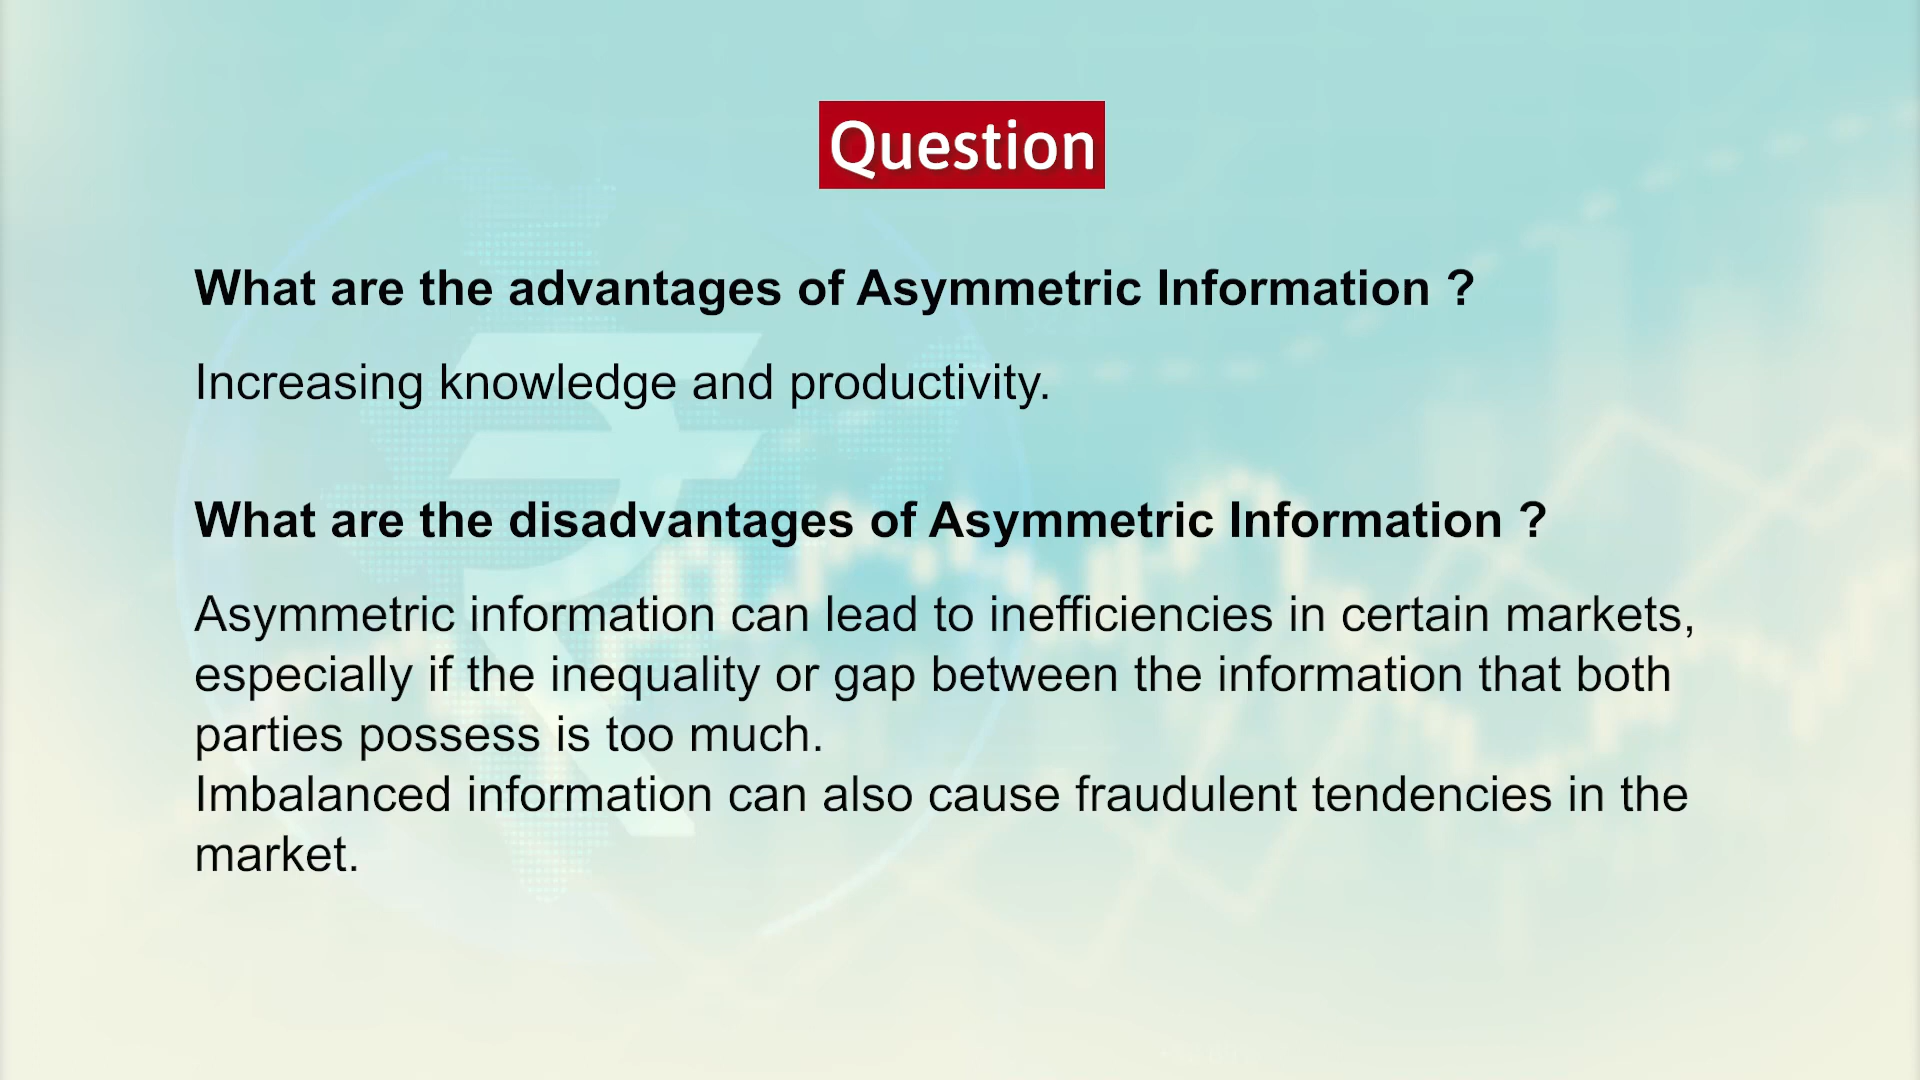 Question
What are the advantages of Asymmetric Information ?
Increasing knowledge and productivity.
What are the disadvantages of Asymmetric Information ?
Asymmetric information can lead to inefficiencies in certain markets,
especially if the inequality or gap between the information that both
parties possess is too much.
Imbalanced information can also cause fraudulent tendencies in the
market.